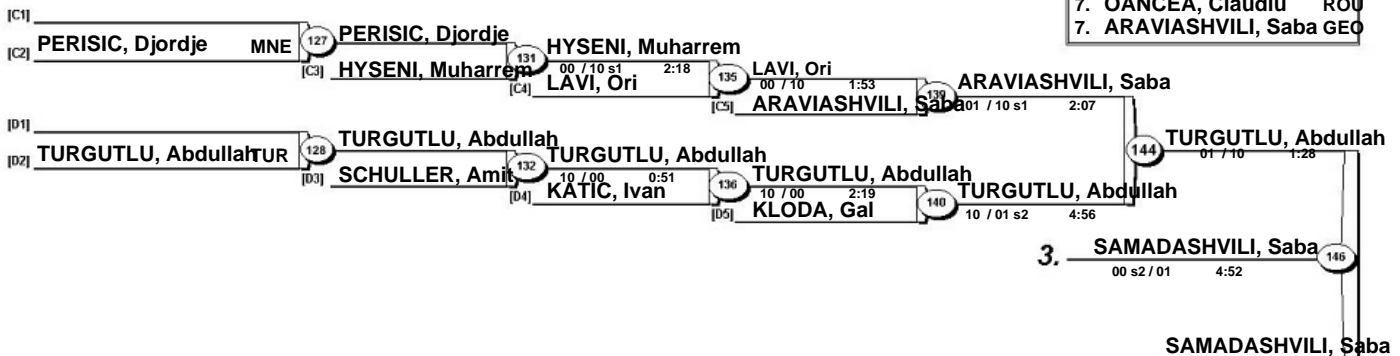 7. OANCEA, Claudiu ROU
7. ARAVIASHVILI, Saba GEO
[C1]
[C2] PERISIC, Djordje MNE
127
PERISIC, Djordje
[C3] HYSENI, Muharrem
131
HYSENI, Muharrem
00 / 10 s1 2:18
[C4] LAVI, Ori
135
LAVI, Ori
00 / 10 1:53
[C5] ARAVIASHVILI, Saba
139
ARAVIASHVILI, Saba
01 / 10 s1 2:07
[D1]
[D2] TURGUTLU, Abdullah TUR
128
TURGUTLU, Abdullah
[D3] SCHULLER, Amit
132
TURGUTLU, Abdullah
10 / 00 0:51
[D4] KATIC, Ivan
136
TURGUTLU, Abdullah
10 / 00 2:19
[D5] KLODA, Gal
140
TURGUTLU, Abdullah
10 / 01 s2 4:56
144
TURGUTLU, Abdullah
01 / 10 1:28
3. SAMADASHVILI, Saba
00 s2 / 01 4:52
146
SAMADASHVILI, Saba